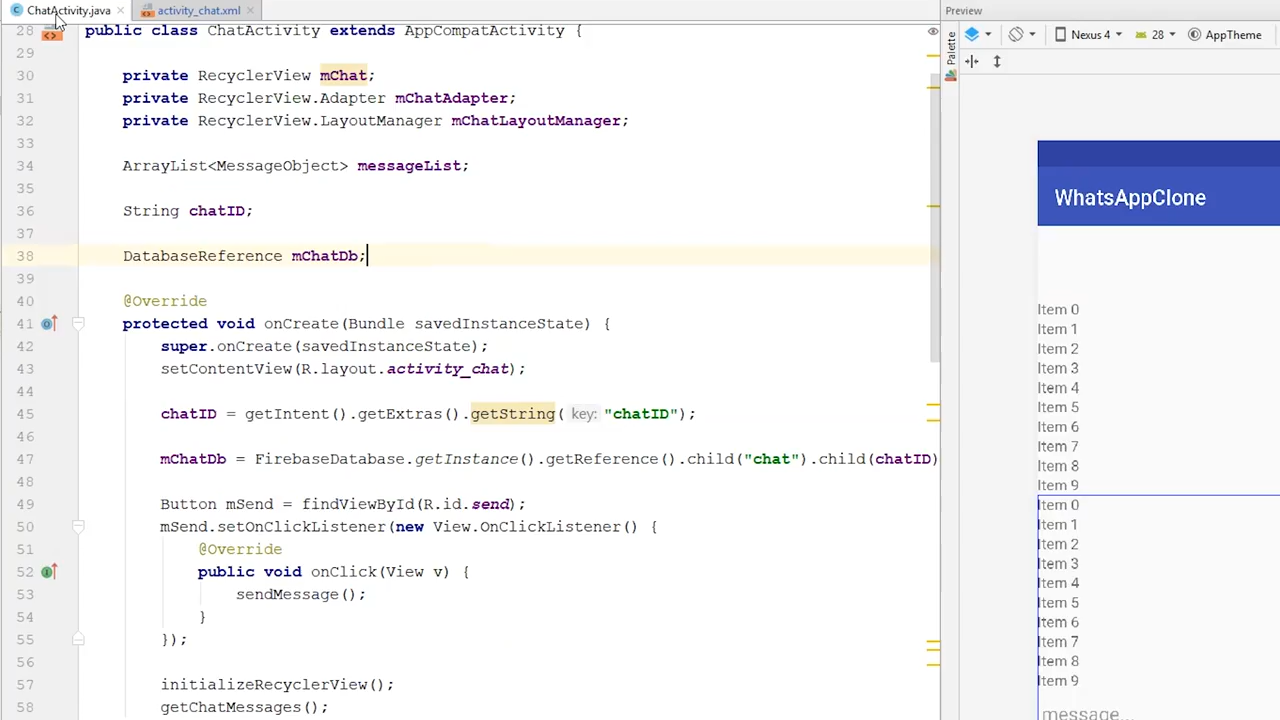 ChatActivity.java
activity_chat.xml
Preview
28 public class ChatActivity extends AppCompatActivity {
29
30 private RecyclerView mChat;
31 private RecyclerView.Adapter mChatAdapter;
32 private RecyclerView.LayoutManager mChatLayoutManager;
33
34 ArrayList<MessageObject> messageList;
35
36 String chatID;
37
38 DatabaseReference mChatDb;
39
40 @Override
41 protected void onCreate(Bundle savedInstanceState) {
42 super.onCreate(savedInstanceState);
43 setContentView(R.layout.activity_chat);
44
45 chatID = getIntent().getExtras().getString( key: "chatID");
46
47 mChatDb = FirebaseDatabase.getInstance().getReference().child("chat").child(chatID)
48
49 Button mSend = findViewById(R.id.send);
50 mSend.setOnClickListener(new View.OnClickListener() {
51 @Override
52 public void onClick(View v) {
53 sendMessage();
54 }
55 });
56
57 initializeRecyclerView();
58 getChatMessages();
Palette
Nexus 4
28
AppTheme
WhatsAppClone
Item 0
Item 1
Item 2
Item 3
Item 4
Item 5
Item 6
Item 7
Item 8
Item 9
Item 0
Item 1
Item 2
Item 3
Item 4
Item 5
Item 6
Item 7
Item 8
Item 9
message...